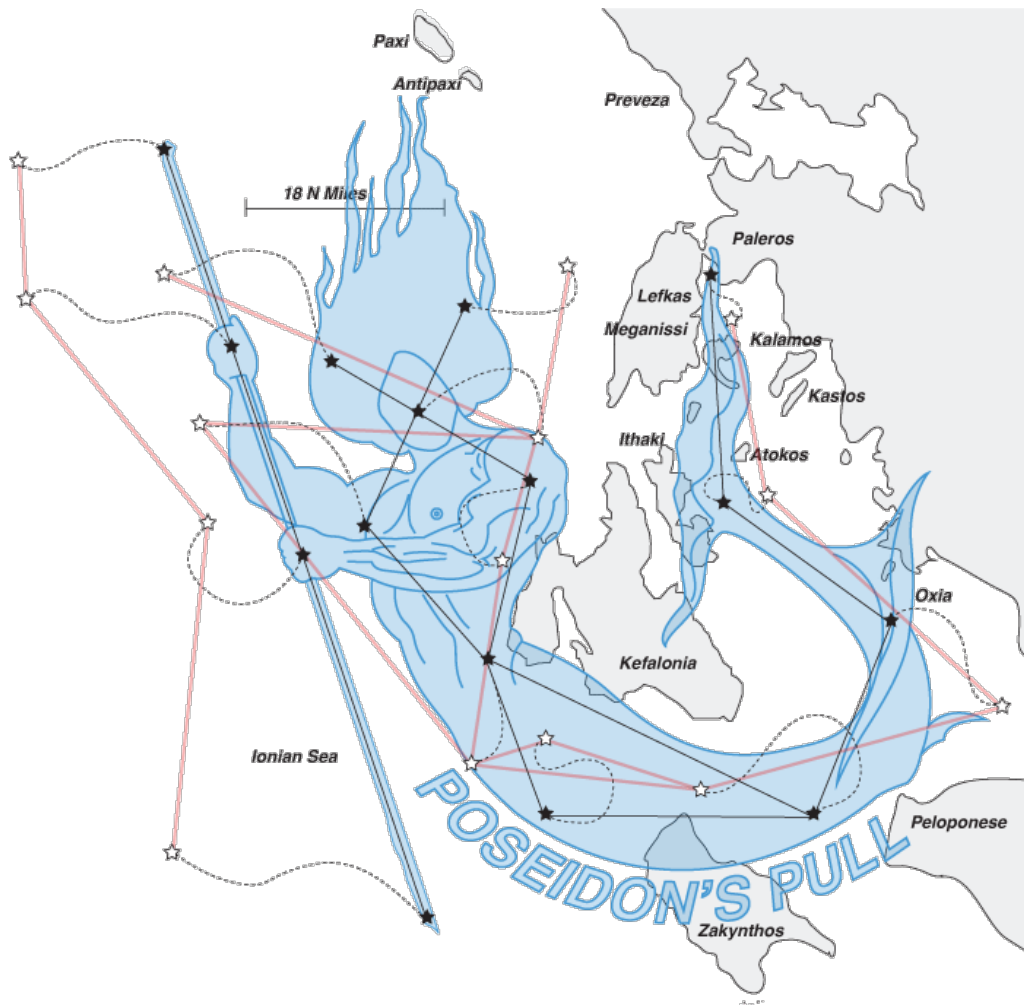 Paxi
Antipaxi
Preveza
18 N Miles
Paleros
Lefkas
Meganissi
Kalamos
Kastos
Ithaki
Atokos
Oxia
Kefalonia
Ionian Sea
POSEIDON'S PULL
Peloponese
Zakynthos